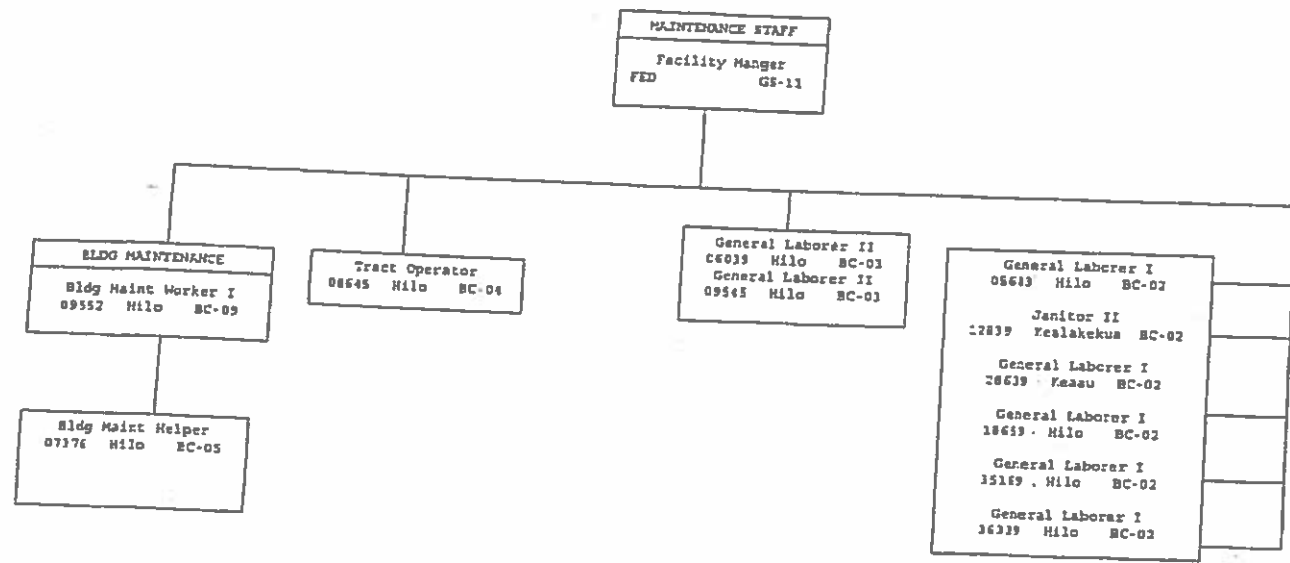 MAINTENANCE STAFF
Facility Manger
FED GS-11
BLDG MAINTENANCE
Bldg Maint Worker I
09552 Hilo BC-09
Bldg Maint Helper
07376 Hilo BC-05
Tract Operator
08645 Hilo BC-04
General Laborer II
06039 Hilo BC-03
General Laborer II
09545 Hilo BC-03
General Laborer I
Hilo BC-02
Janitor II
12839 Kealakekua BC-02
General Laborer I
28639 Keaau BC-02
General Laborer I
18659 Hilo BC-02
General Laborer I
35169 Hilo BC-02
General Laborer I
36339 Hilo BC-02